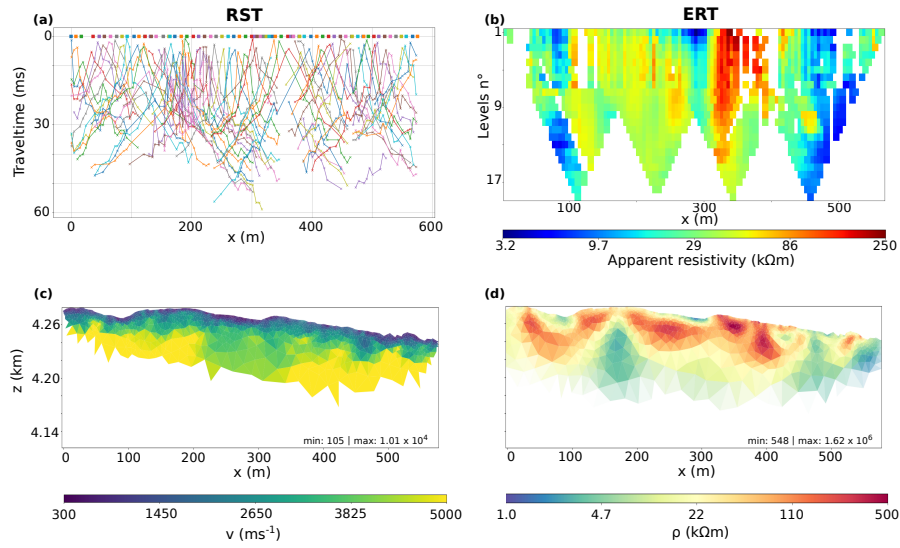 (a) RST
Traveltime (ms)
0
30
60
0 200 400 600
x (m)
(b) ERT
Levels n°
1
9
17
100 300 500
x (m)
3.2 9.7 29 86 250
Apparent resistivity (kΩm)
(c)
z (km)
4.26
4.20
4.14
min: 105 | max: 1.01 x 10⁴
0 100 200 300 400 500
x (m)
300 1450 2650 3825 5000
v (ms⁻¹)
(d)
min: 548 | max: 1.62 x 10⁶
0 100 200 300 400 500
x (m)
1.0 4.7 22 110 500
ρ (kΩm)